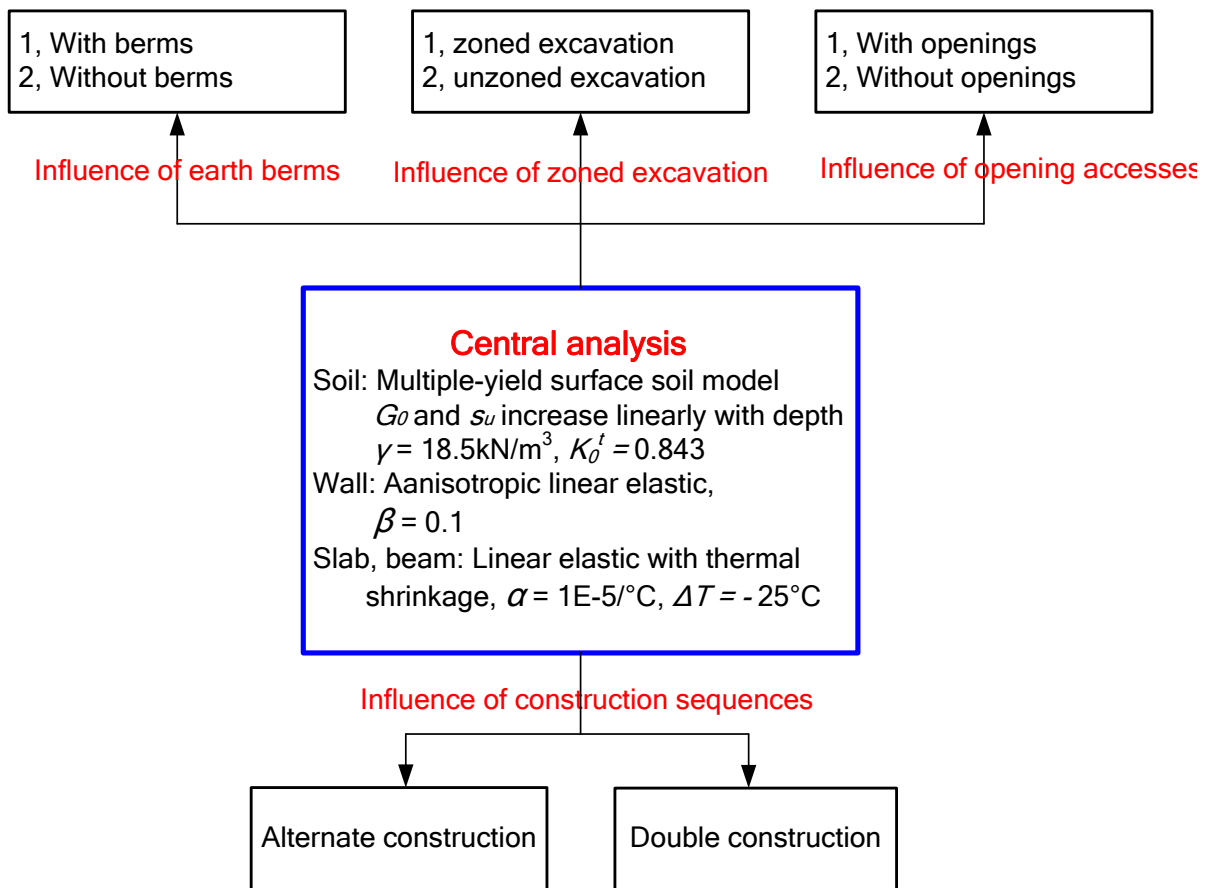 1, With berms
2, Without berms
1, zoned excavation
2, unzoned excavation
1, With openings
2, Without openings
Influence of earth berms
Influence of zoned excavation
Influence of opening accesses
Central analysis
Soil: Multiple-yield surface soil model
G₀ and sᵤ increase linearly with depth
γ = 18.5kN/m³, K₀ᵗ = 0.843
Wall: Aanisotropic linear elastic,
β = 0.1
Slab, beam: Linear elastic with thermal
shrinkage, α = 1E-5/°C, ΔT = - 25°C
Influence of construction sequences
Alternate construction
Double construction